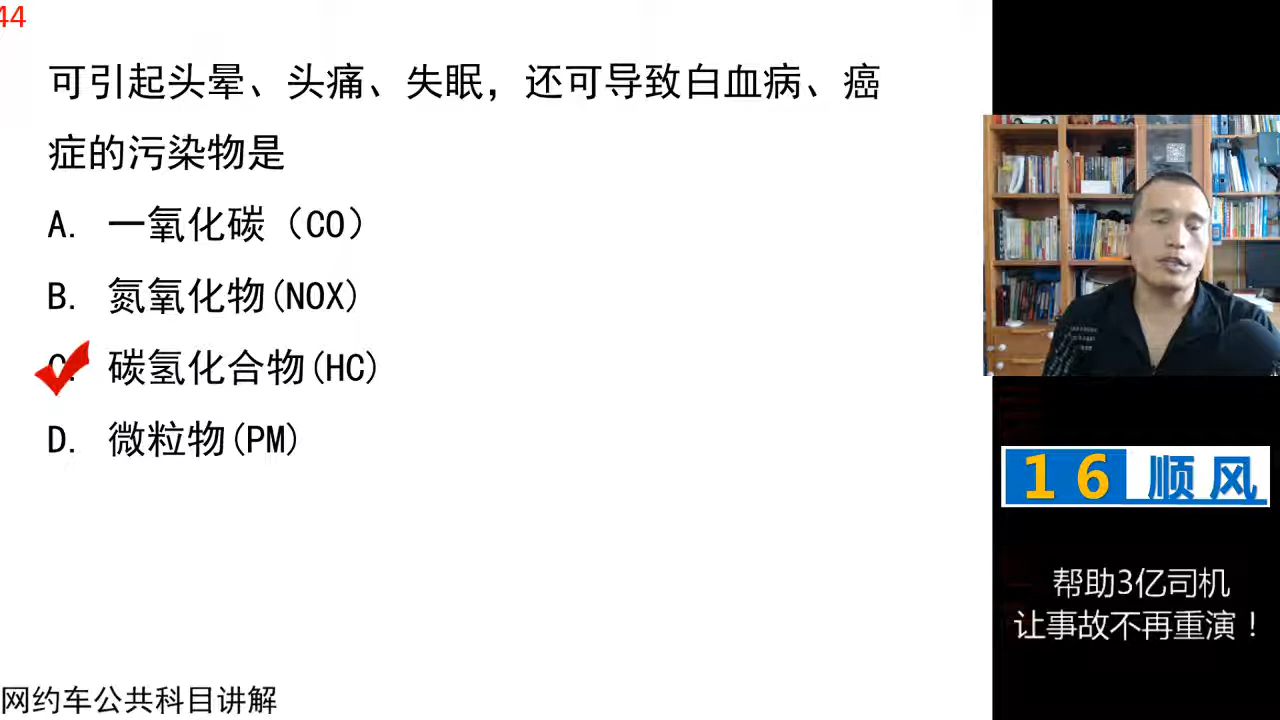 44
可引起头晕、头痛、失眠，还可导致白血病、癌
症的污染物是
A. 一氧化碳（CO）
B. 氮氧化物(NOX)
C. 碳氢化合物(HC)
D. 微粒物(PM)
16顺风
帮助3亿司机
让事故不再重演！
网约车公共科目讲解